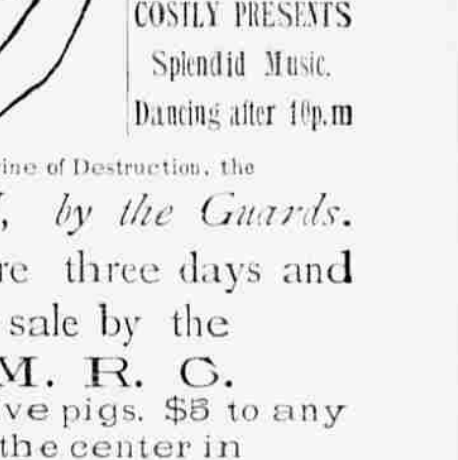 COSTLY PRESENTS
Splendid Music.
Dancing after 10p.m
ine of Destruction, the
, by the Guards.
re three days and
sale by the
M. R. C.
ve pigs. $5 to any
the center in